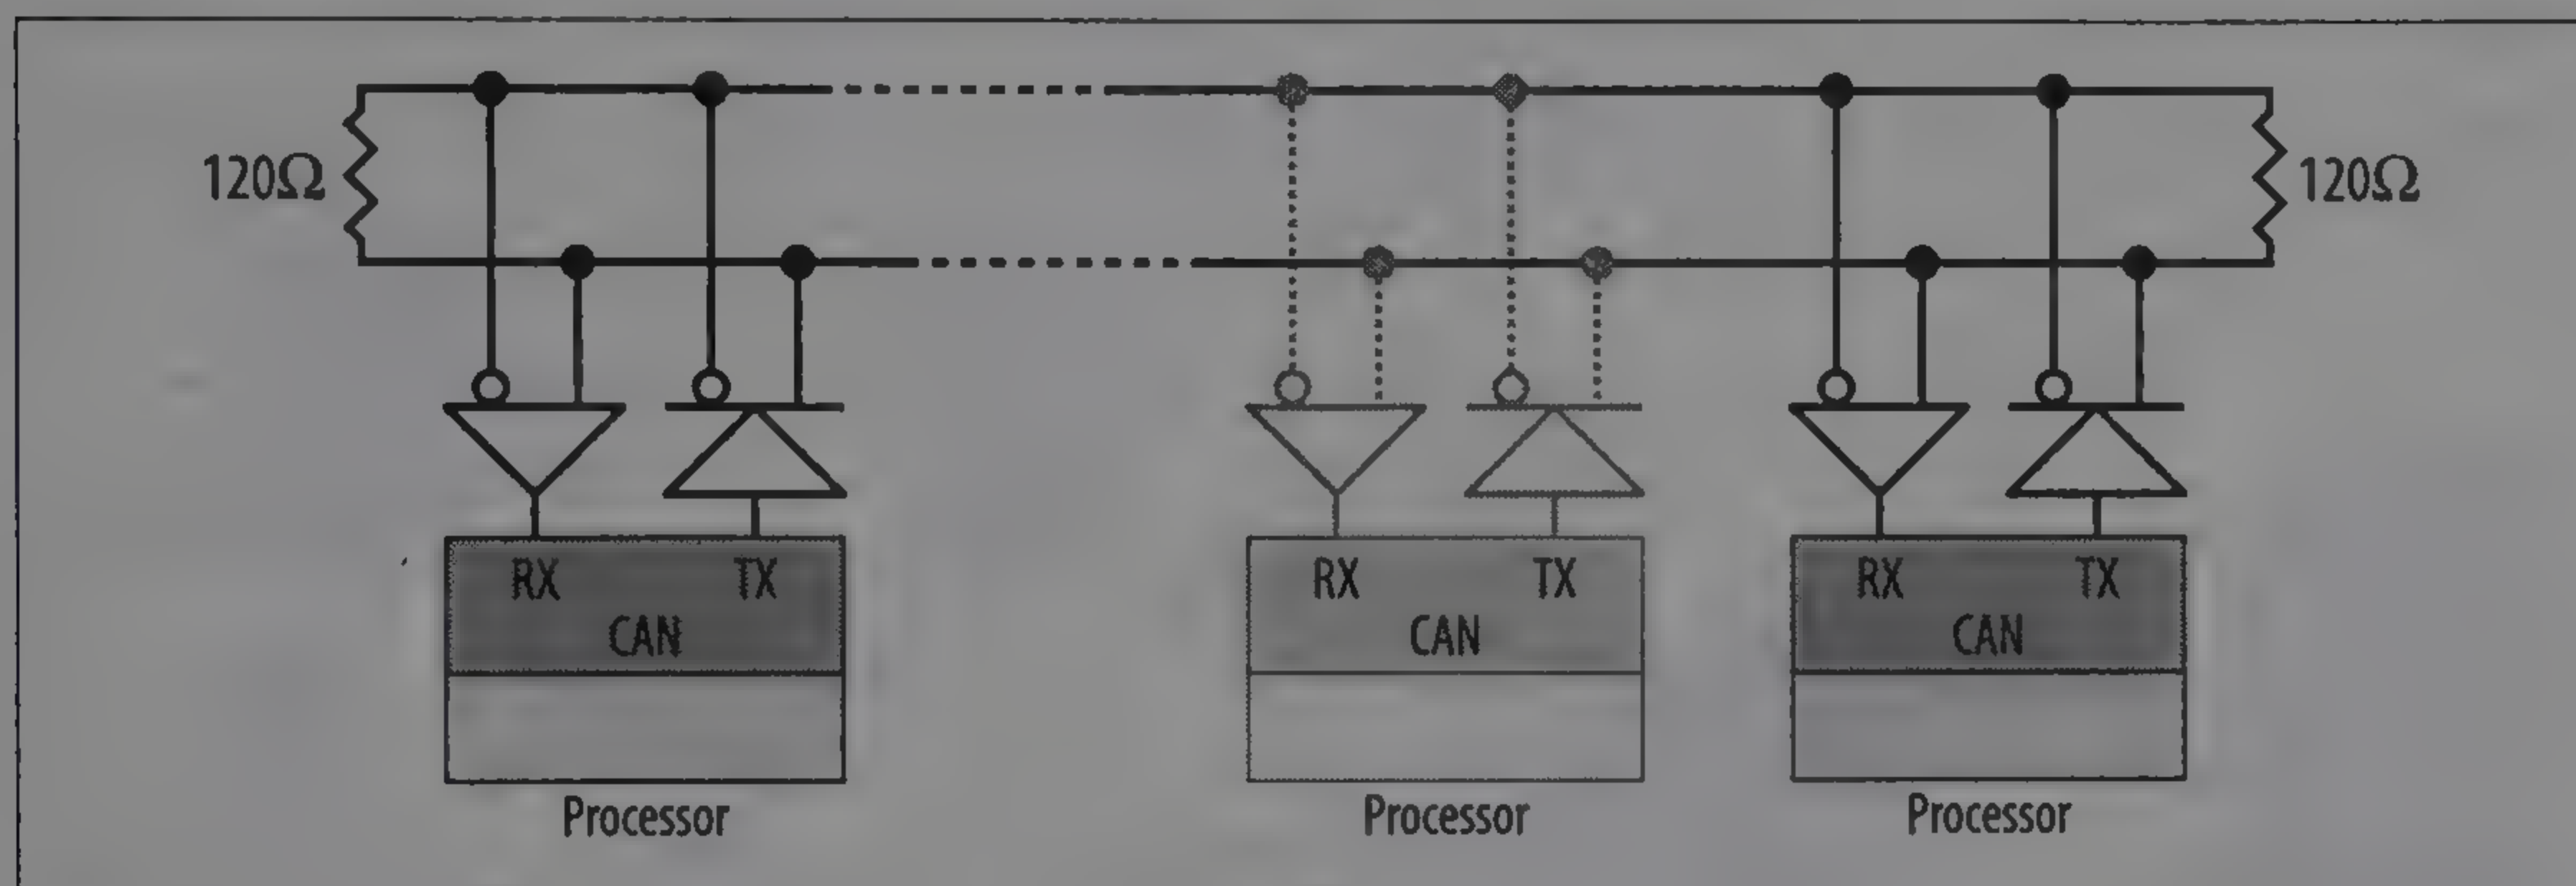 120Ω 120Ω
RX TX RX TX RX TX
CAN CAN CAN
Processor Processor Processor